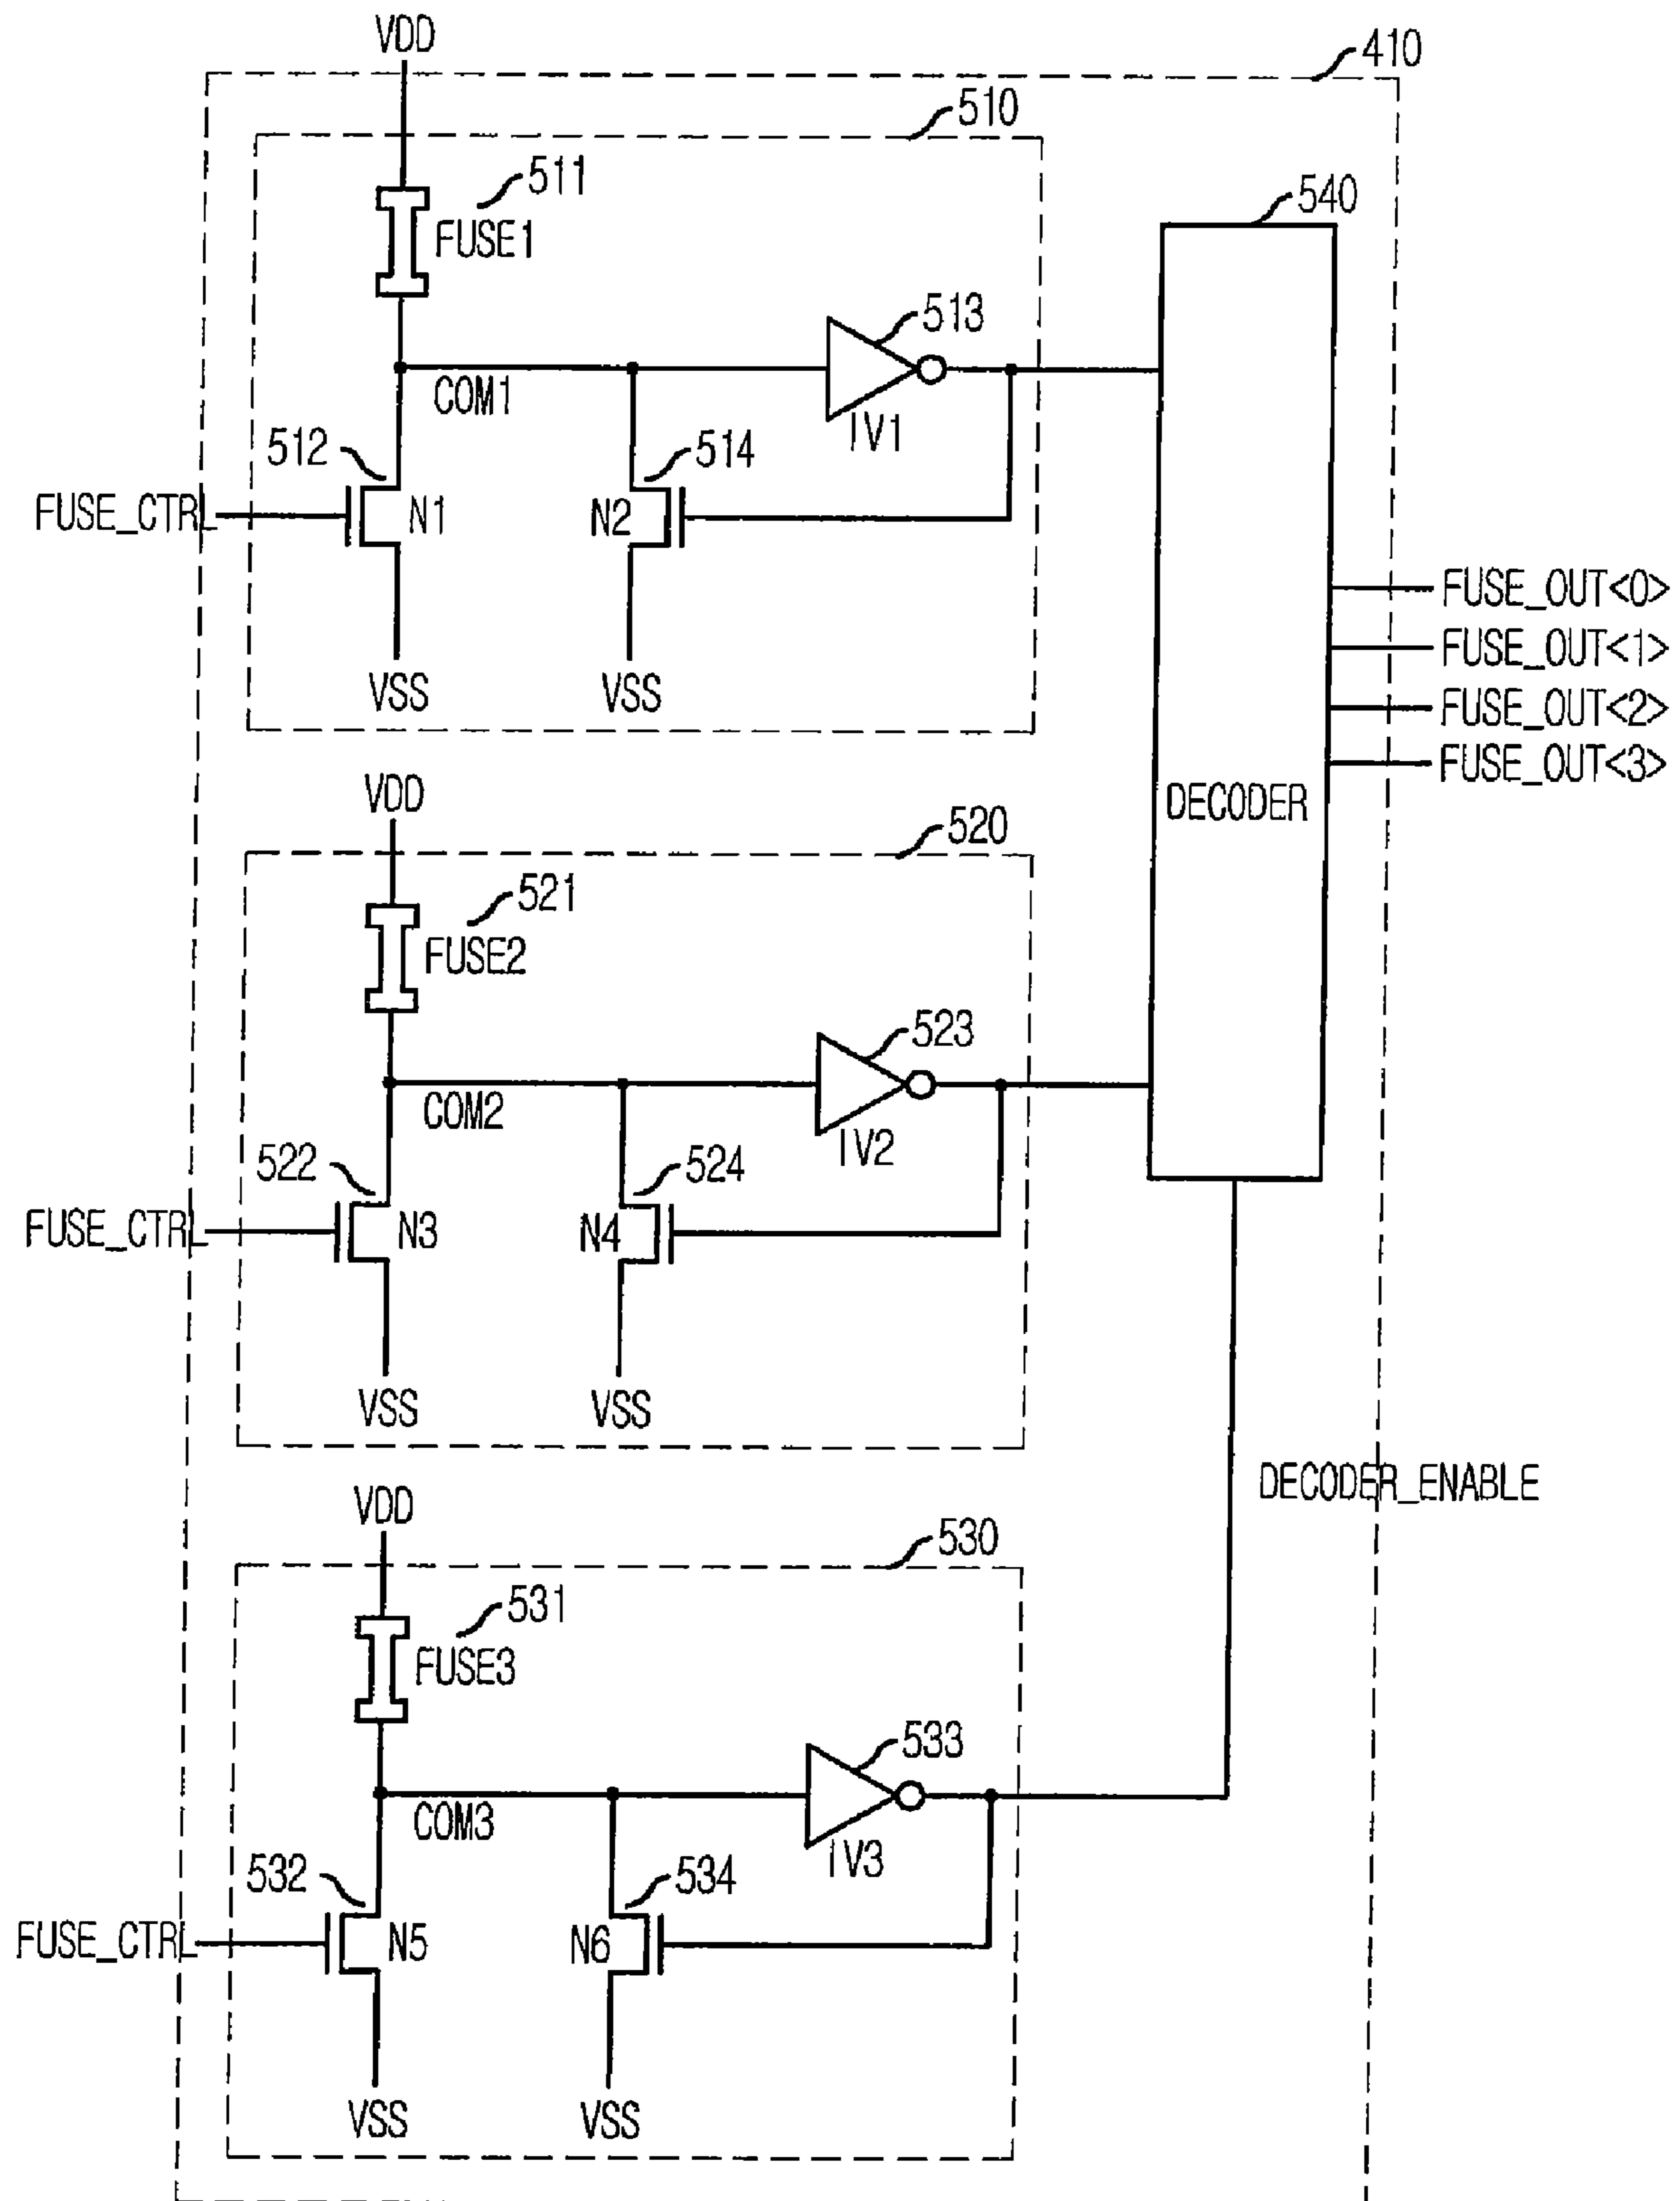 VDD
410
510
511
FUSE1
540
513
COM1
IV1
512
514
FUSE_CTRL
N1
N2
FUSE_OUT<0>
FUSE_OUT<1>
FUSE_OUT<2>
FUSE_OUT<3>
VSS
VSS
VDD
DECODER
520
521
FUSE2
523
COM2
IV2
522
524
FUSE_CTRL
N3
N4
VSS
VSS
DECODER_ENABLE
VDD
530
531
FUSE3
533
COM3
IV3
532
534
FUSE_CTRL
N5
N6
VSS
VSS